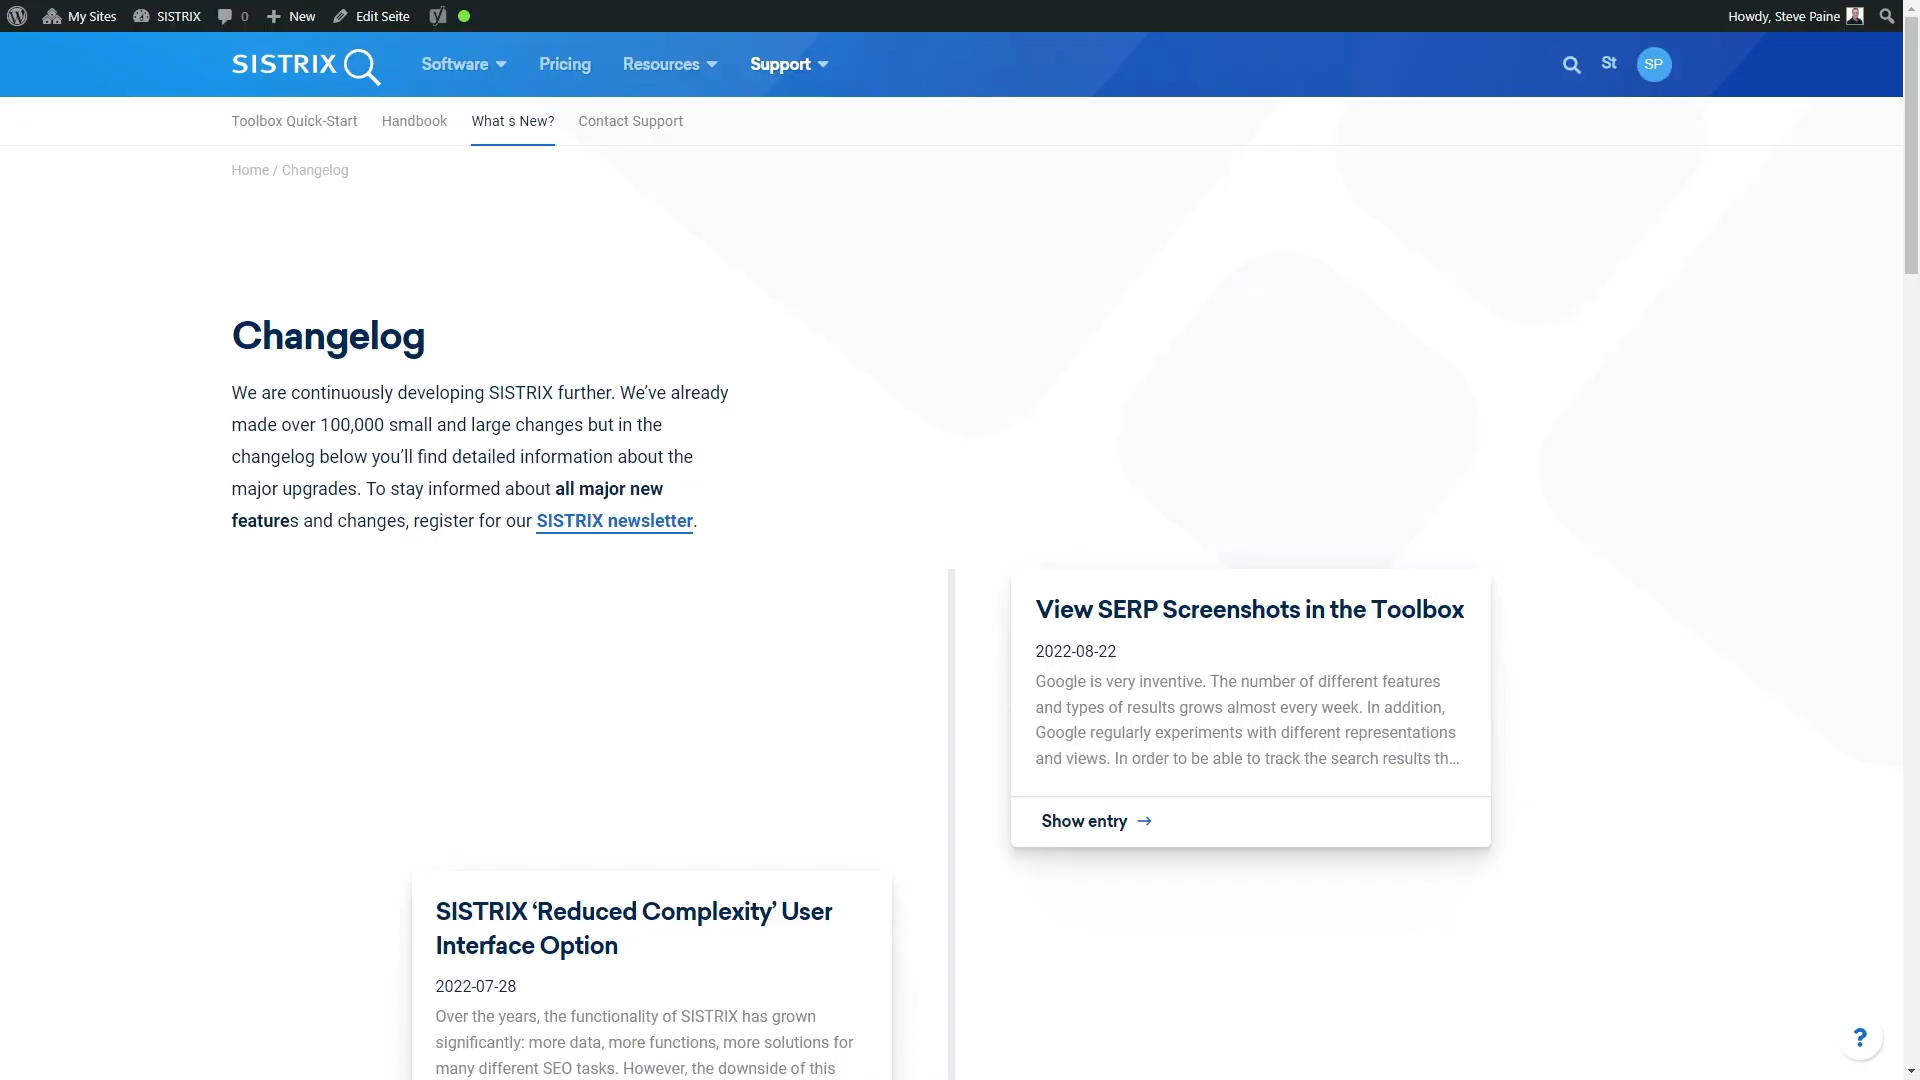 My Sites SISTRIX 0 New Edit Seite Howdy, Steve Paine
SISTRIX Software Pricing Resources Support St SP
Toolbox Quick-Start Handbook What s New? Contact Support
Home / Changelog
Changelog
We are continuously developing SISTRIX further. We’ve already
made over 100,000 small and large changes but in the
changelog below you’ll find detailed information about the
major upgrades. To stay informed about all major new
features and changes, register for our SISTRIX newsletter.
View SERP Screenshots in the Toolbox
2022-08-22
Google is very inventive. The number of different features
and types of results grows almost every week. In addition,
Google regularly experiments with different representations
and views. In order to be able to track the search results th...
Show entry →
SISTRIX ‘Reduced Complexity’ User
Interface Option
2022-07-28
Over the years, the functionality of SISTRIX has grown
significantly: more data, more functions, more solutions for
many different SEO tasks. However, the downside of this
?